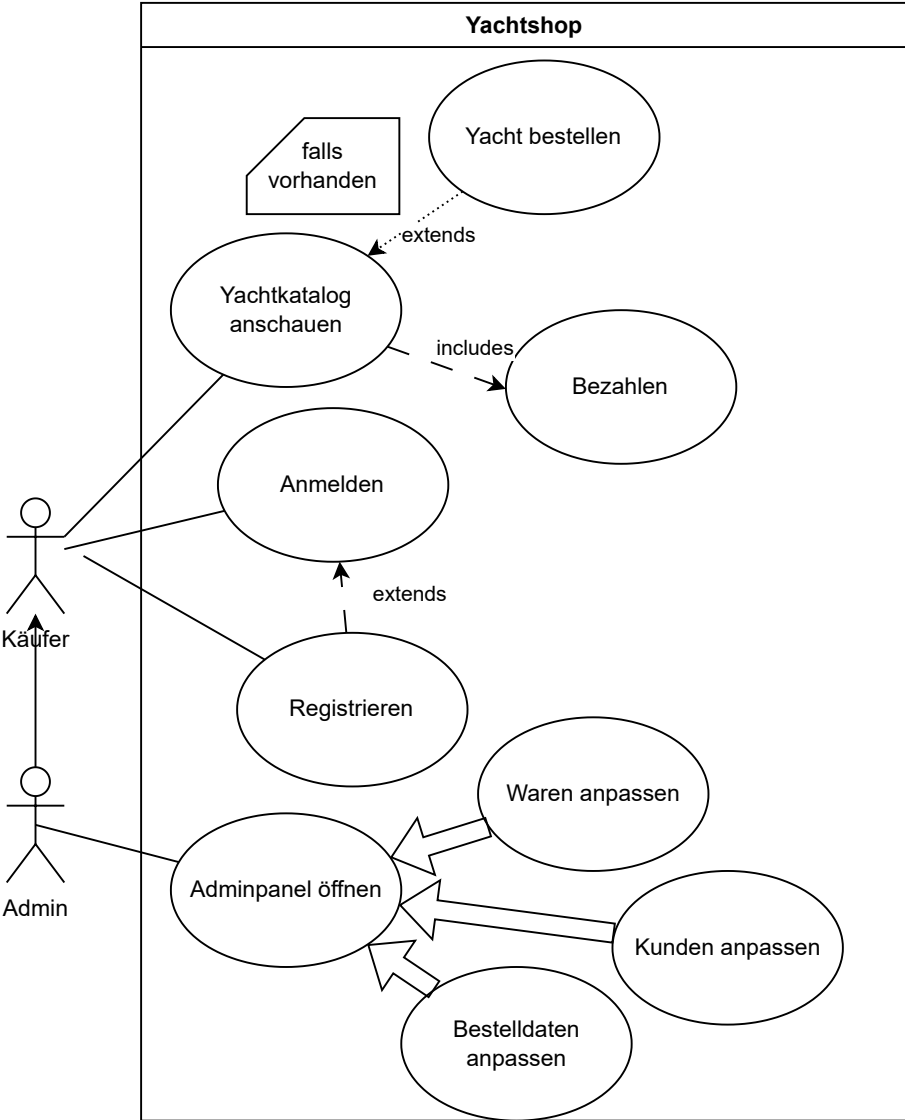 Yachtshop
Yacht bestellen
falls
vorhanden
extends
Yachtkatalog
anschauen
includes
Bezahlen
Anmelden
extends
Käufer
Registrieren
Waren anpassen
Adminpanel öffnen
Admin
Kunden anpassen
Bestelldaten
anpassen